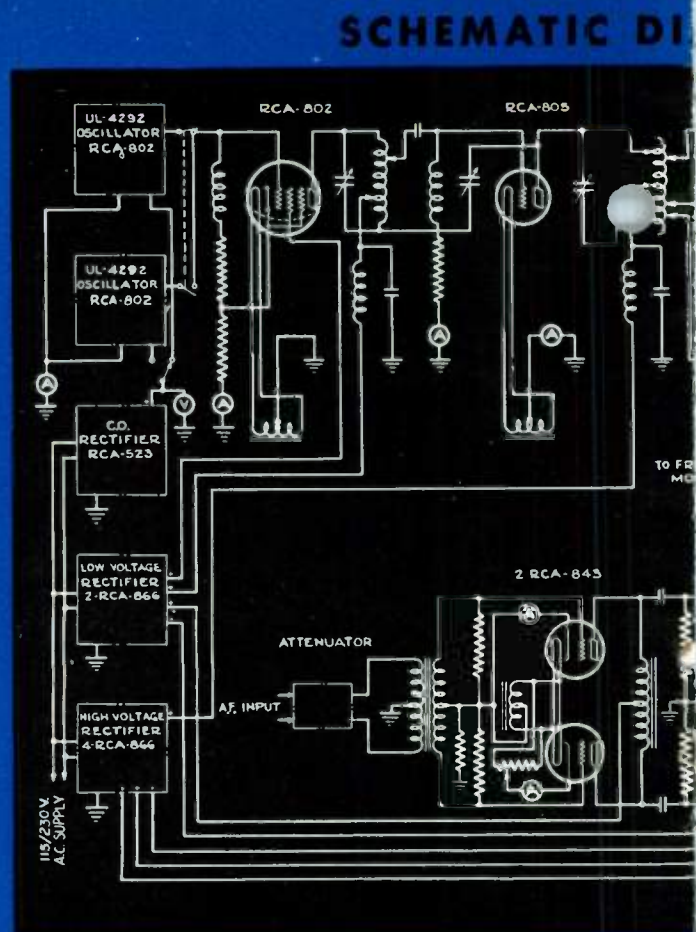 SCHEMATIC DI
UL-4292
OSCILLATOR
RCA-802
RCA-802
RCA-805
UL-4292
OSCILLATOR
RCA-802
A
V
A
A
A
C.O.
RECTIFIER
RCA-523
TO FR
MO
LOW VOLTAGE
RECTIFIER
2-RCA-866
2 RCA-843
A
ATTENUATOR
A.F. INPUT
HIGH VOLTAGE
RECTIFIER
4-RCA-866
A
115/230 V.
A.C. SUPPLY